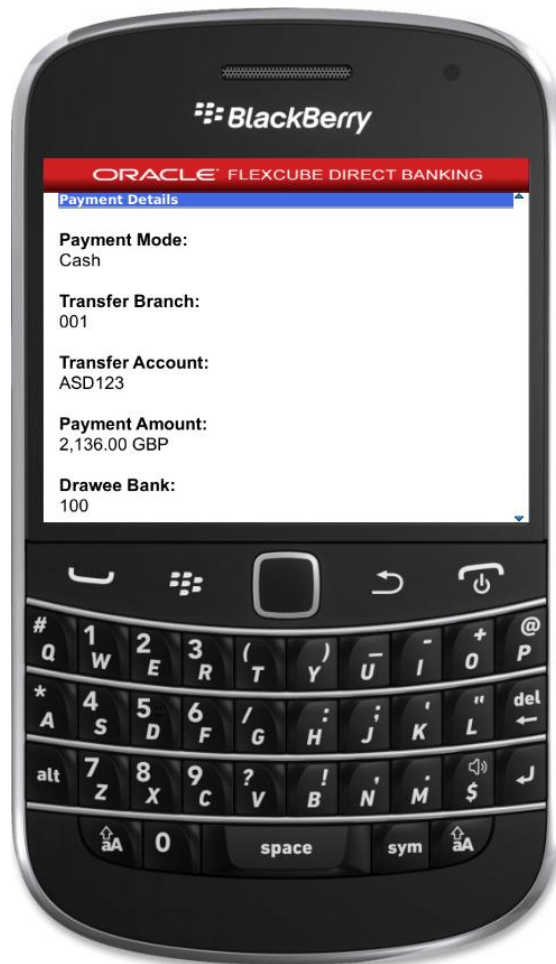 BlackBerry
ORACLE FLEXCUBE DIRECT BANKING
Payment Details
Payment Mode:
Cash
Transfer Branch:
001
Transfer Account:
ASD123
Payment Amount:
2,136.00 GBP
Drawee Bank:
100
# 1 2 3 ( ) _ - + @
Q W E R T Y U I O P
* 4 5 6 / : ; ' " del
A S D F G H J K L
alt 7 8 9 ? ! , . $
Z X C V B N M
aA 0 space sym aA